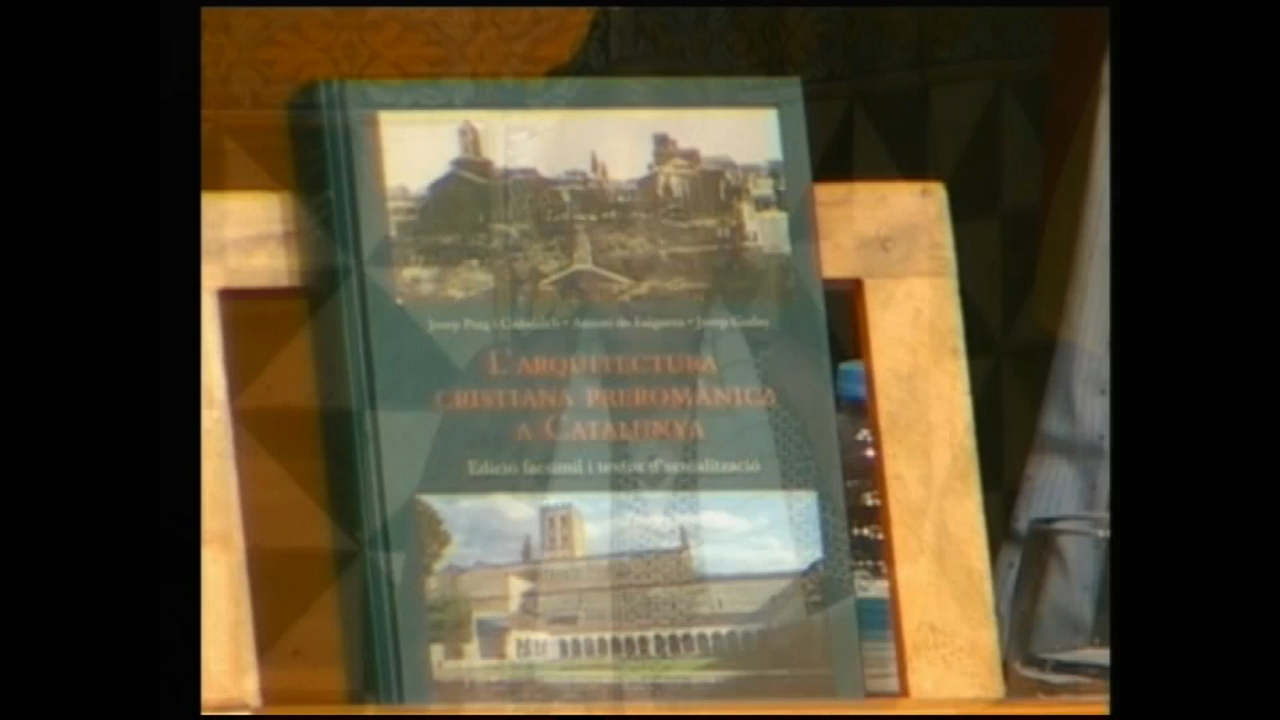 Josep Puig i Cadafalch • Antoni de Falguera • Josep Goday
L'ARQUITECTURA
CRISTIANA PREROMÀNICA
A CATALUNYA
Edició facsímil i textos d'actualització